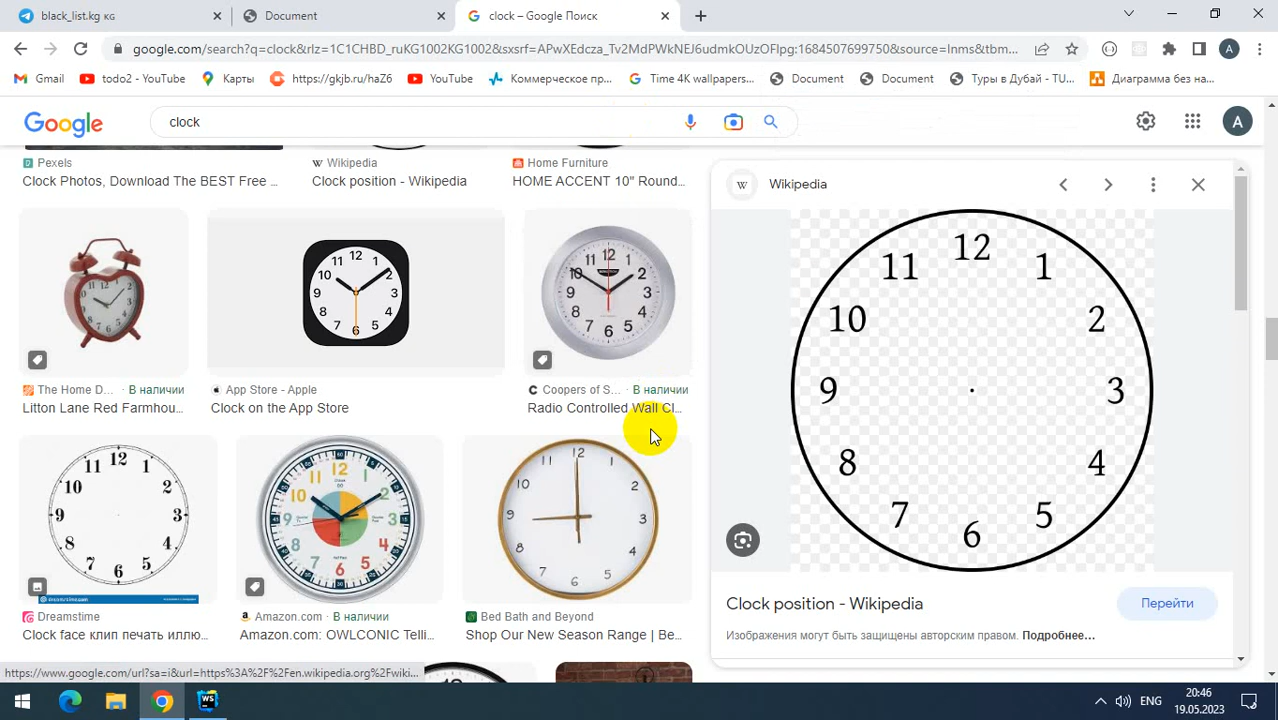 black_list.kg кg
Document
clock – Google Поиск
google.com/search?q=clock&rlz=1C1CHBD_ruKG1002KG1002&sxsrf=APwXEdcza_Tv2MdPWkNEJ6udmkOUzOFlpg:1684507699750&source=lnms&tbm...
Gmail
todo2 - YouTube
Карты
https://gkjb.ru/haZ6
YouTube
Коммерческое пр...
Time 4K wallpapers...
Document
Document
Туры в Дубай - TU...
Диаграмма без на...
Google
clock
A
A
Pexels
Clock Photos, Download The BEST Free ...
Wikipedia
Clock position - Wikipedia
Home Furniture
HOME ACCENT 10" Round...
The Home D... · В наличии
Litton Lane Red Farmhou...
App Store - Apple
Clock on the App Store
Coopers of S... · В наличии
Radio Controlled Wall Cl...
Dreamstime
Clock face клип печать иллю...
Amazon.com · В наличии
Amazon.com: OWLCONIC Telli...
Bed Bath and Beyond
Shop Our New Season Range | Be...
W
Wikipedia
12
11 1
10 2
9 3
8 4
7 5
6
Clock position - Wikipedia
Перейти
Изображения могут быть защищены авторским правом. Подробнее...
https://www.google.com/url?sa=i&url=https%3A%2F%2Fen.wikipedia.org%2Fwiki...
WS
ENG
20:46
19.05.2023